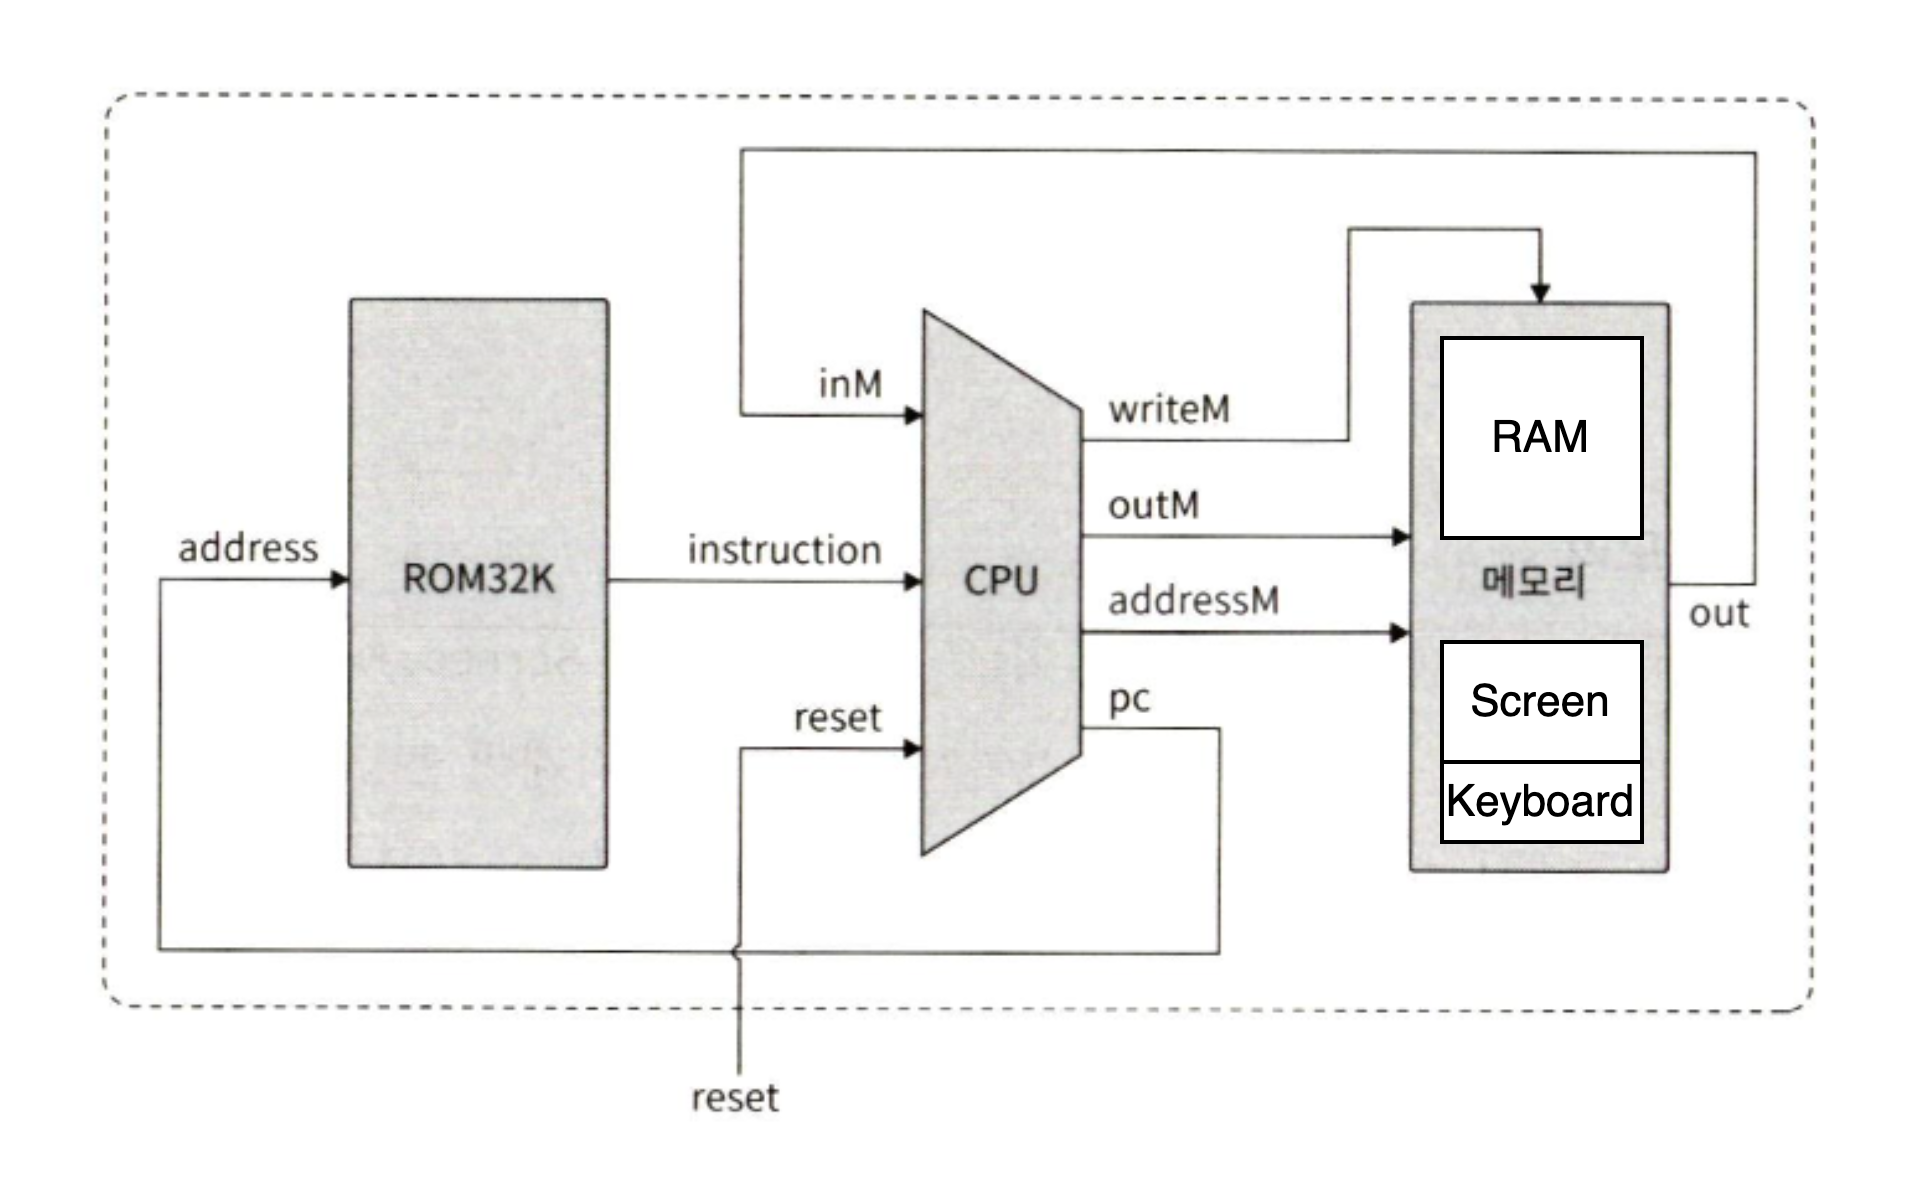 inM
writeM
RAM
outM
address
ROM32K
instruction
CPU
addressM
메모리
out
reset
pc
Screen
Keyboard
reset